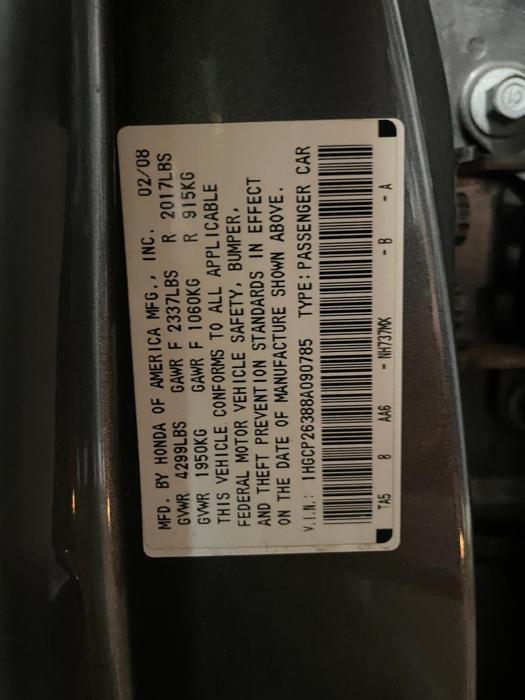 MFD. BY HONDA OF AMERICA MFG., INC. 02/08
GVWR 4299LBS GAWR F 2337LBS R 2017LBS
GVWR 1950KG GAWR F 1060KG R 915KG
THIS VEHICLE CONFORMS TO ALL APPLICABLE
FEDERAL MOTOR VEHICLE SAFETY, BUMPER,
AND THEFT PREVENTION STANDARDS IN EFFECT
ON THE DATE OF MANUFACTURE SHOWN ABOVE.
V.I.N.: 1HGCP26388A090785 TYPE: PASSENGER CAR
TA5 8 AA6 - NH737MX - B - A